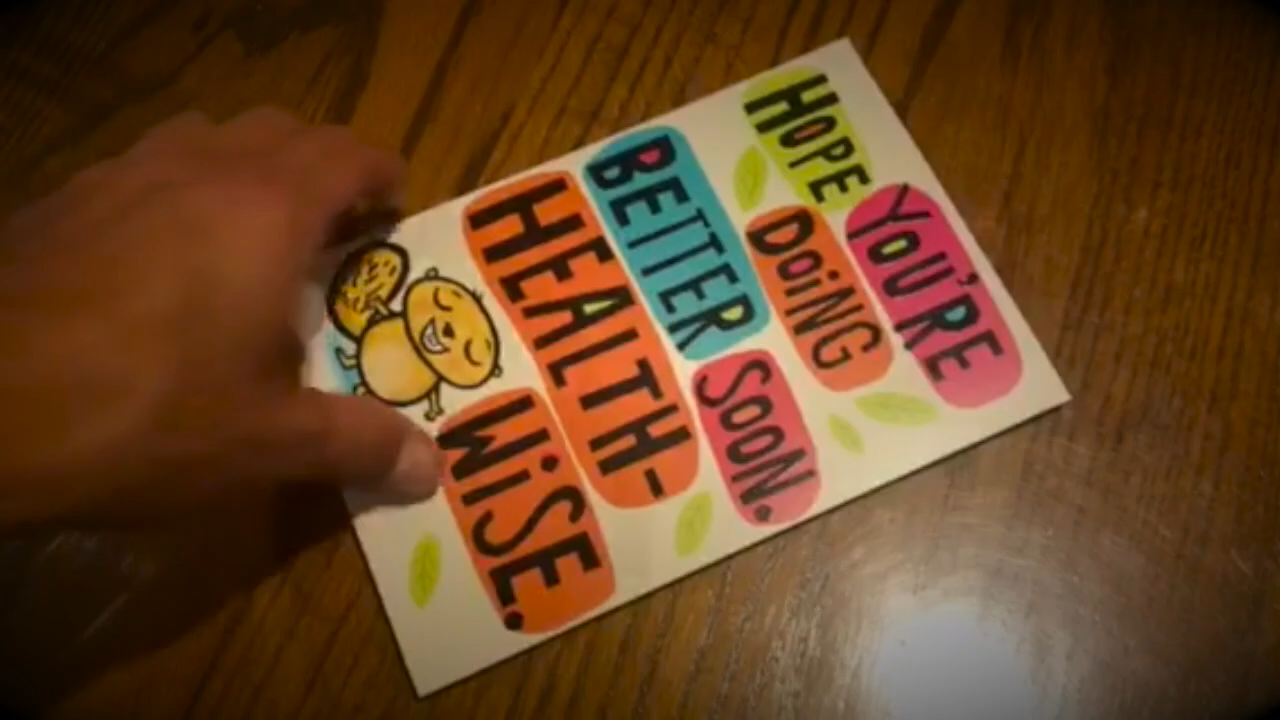 HOPE
YOU'RE
DOiNG
BETTER
SOON.
HEALTH-
WiSE.